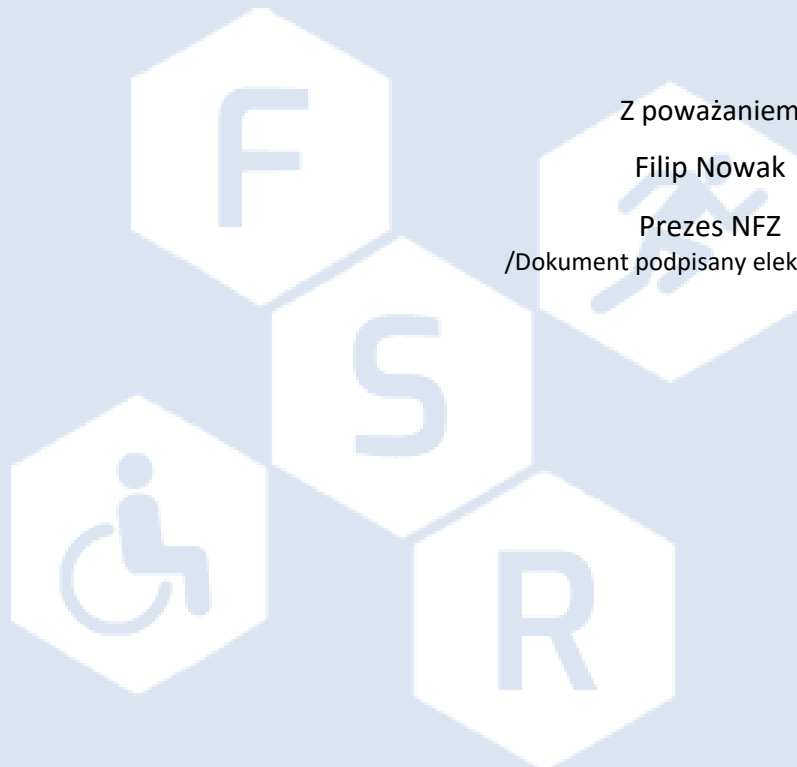 Z poważaniem
Filip Nowak
Prezes NFZ
/Dokument podpisany elek
F
S
R